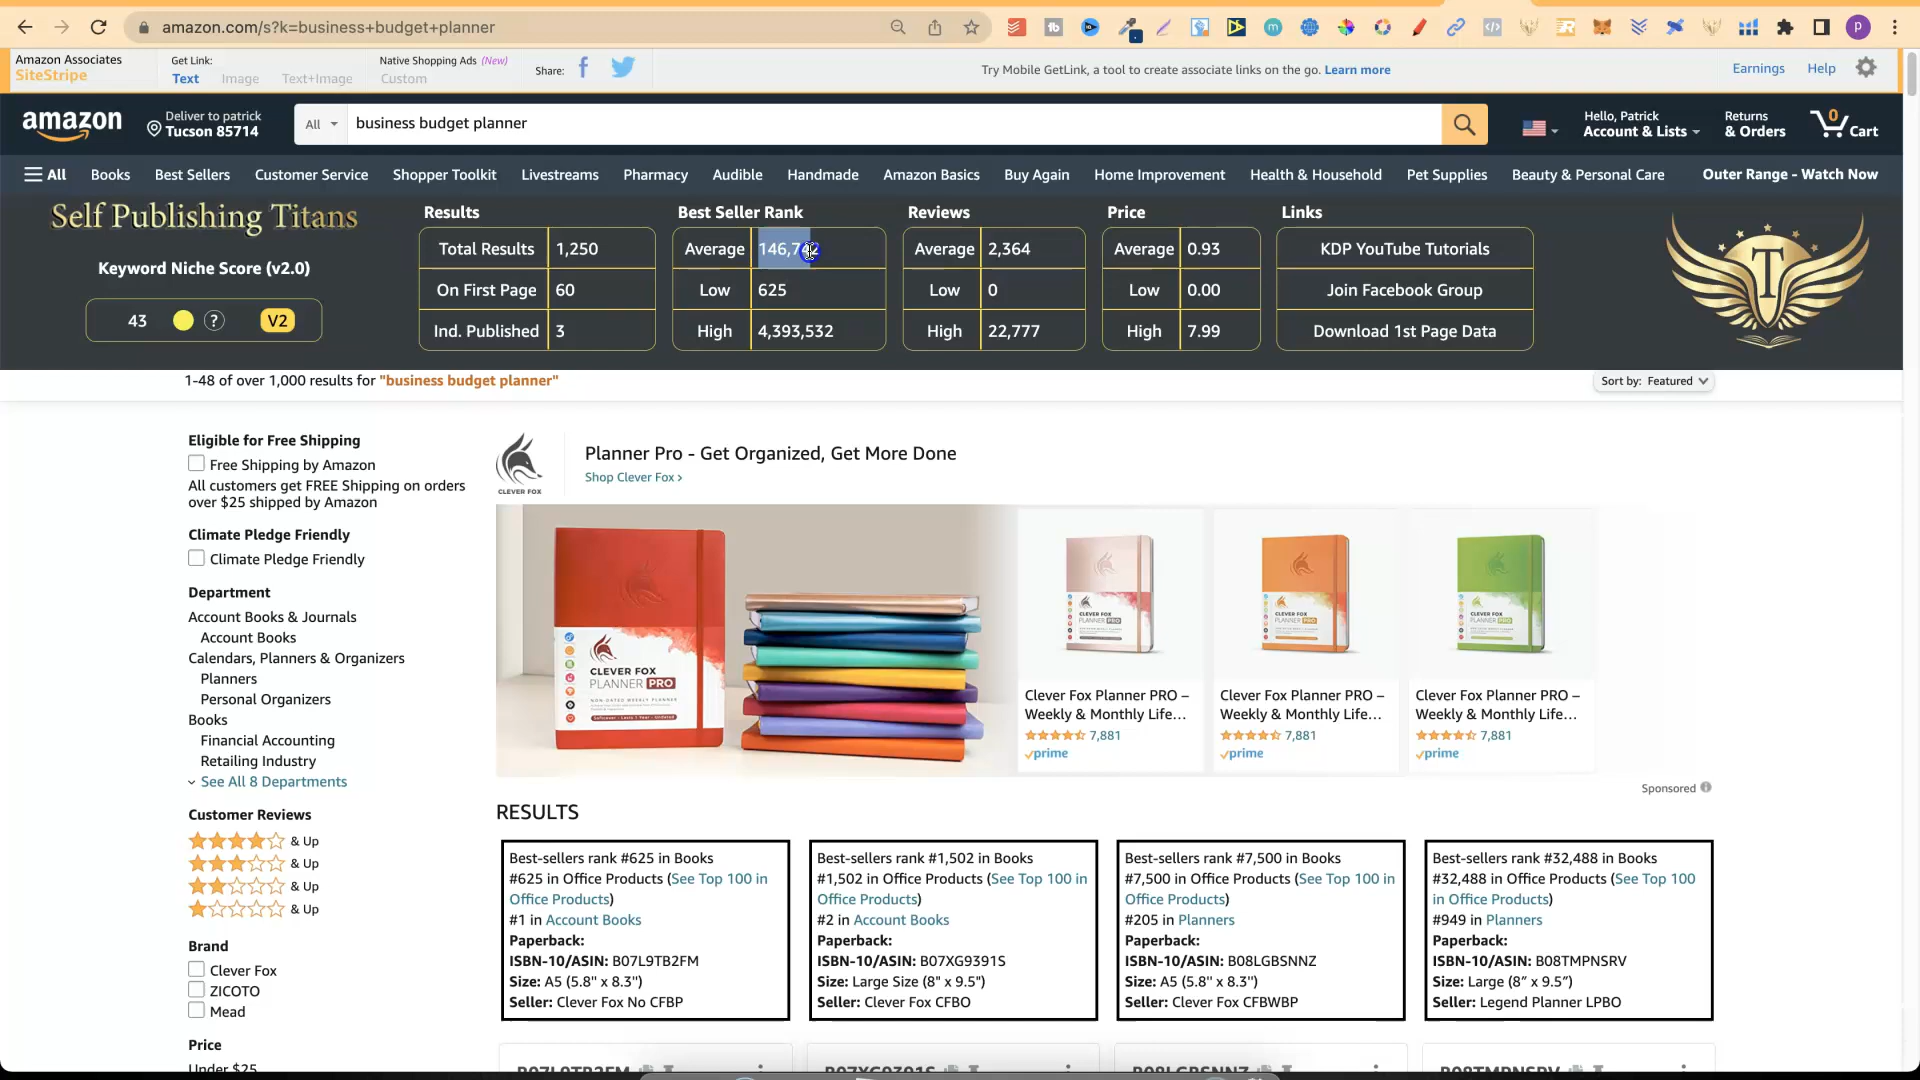 amazon.com/s?k=business+budget+planner
Amazon Associates
SiteStripe
Get Link:
Text Image Text+Image
Native Shopping Ads (New)
Custom
Share:
Try Mobile GetLink, a tool to create associate links on the go. Learn more
Earnings Help
amazon
Deliver to patrick
Tucson 85714
All
business budget planner
Hello, Patrick
Account & Lists
Returns
& Orders
0
Cart
All Books Best Sellers Customer Service Shopper Toolkit Livestreams Pharmacy Audible Handmade Amazon Basics Buy Again Home Improvement Health & Household Pet Supplies Beauty & Personal Care Outer Range - Watch Now
Self Publishing Titans
Keyword Niche Score (v2.0)
43 ? V2
Results
Total Results 1,250
On First Page 60
Ind. Published 3
Best Seller Rank
Average
Low 625
High 4,393,532
Reviews
Average 2,364
Low 0
High 22,777
Price
Average 0.93
Low 0.00
High 7.99
Links
KDP YouTube Tutorials
Join Facebook Group
Download 1st Page Data
T
1-48 of over 1,000 results for "business budget planner"
Sort by: Featured
Eligible for Free Shipping
Free Shipping by Amazon
All customers get FREE Shipping on orders
over $25 shipped by Amazon
Climate Pledge Friendly
Climate Pledge Friendly
Department
Account Books & Journals
Account Books
Calendars, Planners & Organizers
Planners
Personal Organizers
Books
Financial Accounting
Retailing Industry
See All 8 Departments
Customer Reviews
& Up
& Up
& Up
& Up
Brand
Clever Fox
ZICOTO
Mead
Price
Under $25
CLEVER FOX
Planner Pro - Get Organized, Get More Done
Shop Clever Fox ›
CLEVER FOX
PLANNER PRO
CLEVER FOX
PLANNER PRO
CLEVER FOX
PLANNER PRO
CLEVER FOX
PLANNER PRO
Clever Fox Planner PRO –
Weekly & Monthly Life...
7,881
prime
Clever Fox Planner PRO –
Weekly & Monthly Life...
7,881
prime
Clever Fox Planner PRO –
Weekly & Monthly Life...
7,881
prime
Sponsored
RESULTS
Best-sellers rank #625 in Books
#625 in Office Products (See Top 100 in
Office Products)
#1 in Account Books
Paperback:
ISBN-10/ASIN: B07L9TB2FM
Size: A5 (5.8" x 8.3")
Seller: Clever Fox No CFBP
Best-sellers rank #1,502 in Books
#1,502 in Office Products (See Top 100 in
Office Products)
#2 in Account Books
Paperback:
ISBN-10/ASIN: B07XG9391S
Size: Large Size (8" x 9.5")
Seller: Clever Fox CFBO
Best-sellers rank #7,500 in Books
#7,500 in Office Products (See Top 100 in
Office Products)
#205 in Planners
Paperback:
ISBN-10/ASIN: B08LGBSNNZ
Size: A5 (5.8'' x 8.3'')
Seller: Clever Fox CFBWBP
Best-sellers rank #32,488 in Books
#32,488 in Office Products (See Top 100
in Office Products)
#949 in Planners
Paperback:
ISBN-10/ASIN: B08TMPNSRV
Size: Large (8″ x 9.5″)
Seller: Legend Planner LPBO
B07L9TB2FM
B07XG9391S
B08LGBSNNZ
B08TMPNSRV